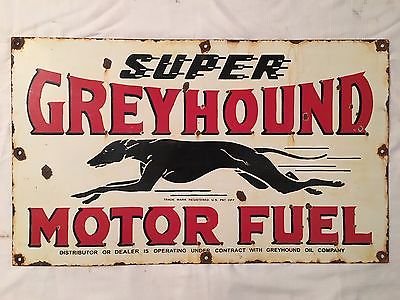 SUPER
GREYHOUND
TRADE MARK REGISTERED U.S. PAT. OFF.
MOTOR FUEL
DISTRIBUTOR OR DEALER IS OPERATING UNDER CONTRACT WITH GREYHOUND OIL COMPANY